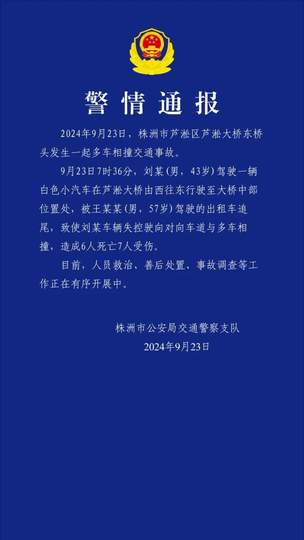 警情通报
2024年9月23日，株洲市芦淞区芦淞大桥东桥
头发生一起多车相撞交通事故。
9月23日7时36分，刘某(男，43岁)驾驶一辆
白色小汽车在芦淞大桥由西往东行驶至大桥中部
位置处，被王某某(男，57岁)驾驶的出租车追
尾，致使刘某车辆失控驶向对向车道与多车相
撞，造成6人死亡7人受伤。
目前，人员救治、善后处置、事故调查等工
作正在有序开展中。
株洲市公安局交通警察支队
2024年9月23日